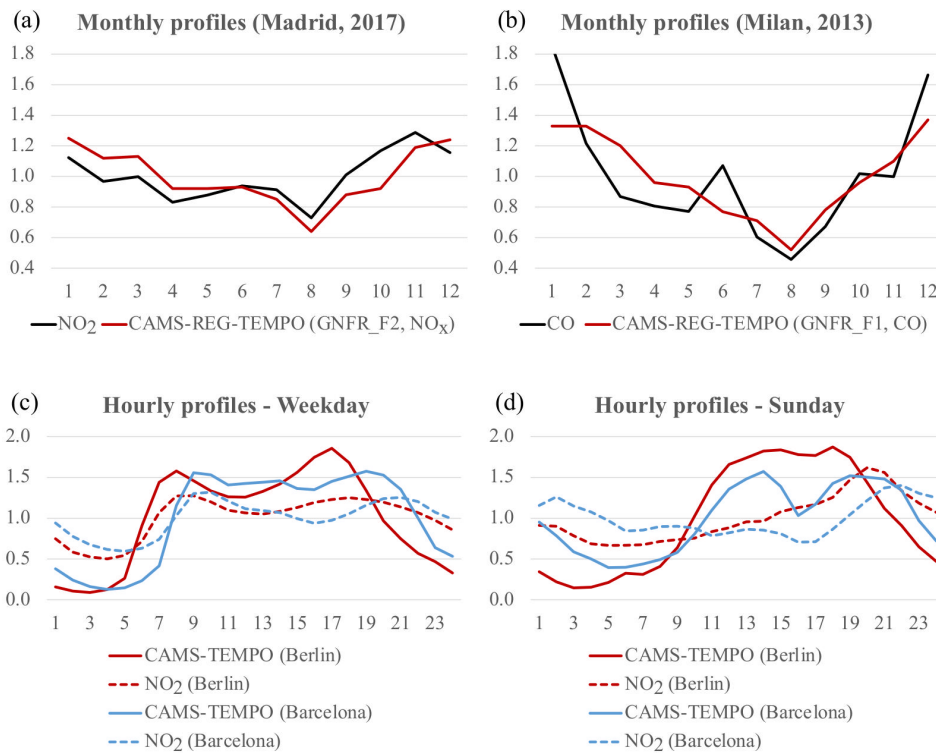 (a) Monthly profiles (Madrid, 2017)
1.8
1.6
1.4
1.2
1.0
0.8
0.6
0.4
1 2 3 4 5 6 7 8 9 10 11 12
NO₂ CAMS-REG-TEMPO (GNFR_F2, NOₓ)
(b) Monthly profiles (Milan, 2013)
1.8
1.6
1.4
1.2
1.0
0.8
0.6
0.4
1 2 3 4 5 6 7 8 9 10 11 12
CO CAMS-REG-TEMPO (GNFR_F1, CO)
(c) Hourly profiles - Weekday
2.0
1.5
1.0
0.5
0.0
1 3 5 7 9 11 13 15 17 19 21 23
CAMS-TEMPO (Berlin)
NO₂ (Berlin)
CAMS-TEMPO (Barcelona)
NO₂ (Barcelona)
(d) Hourly profiles - Sunday
2.0
1.5
1.0
0.5
0.0
1 3 5 7 9 11 13 15 17 19 21 23
CAMS-TEMPO (Berlin)
NO₂ (Berlin)
CAMS-TEMPO (Barcelona)
NO₂ (Barcelona)